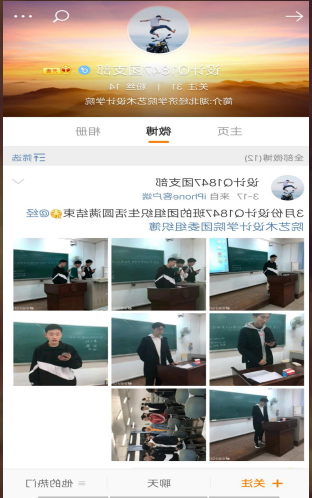 设计Q1847团支部
关注 31 | 粉丝 14
简介:湖北经济学院艺术设计学院
主页 微博 相册
全部微博(12) 筛选
设计Q1847团支部
3-17 来自 iPhone客户端
3月份设计Q1847班的团组织生活圆满结束@经
院艺术设计学院团委组织部
+ 关注 聊天 ≡ 他的热门